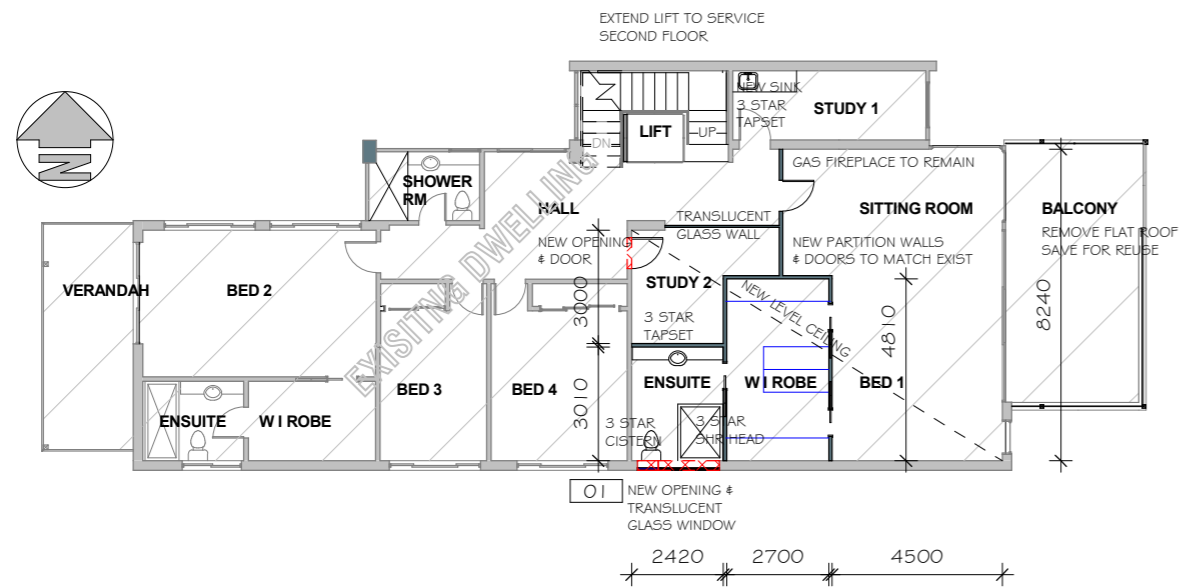 EXTEND LIFT TO SERVICE
SECOND FLOOR
N
NEW SINK
3 STAR
TAPSET
STUDY 1
LIFT
UP
DN
GAS FIREPLACE TO REMAIN
SHOWER
RM
HALL
TRANSLUCENT
GLASS WALL
SITTING ROOM
BALCONY
REMOVE FLAT ROOF
SAVE FOR REUSE
NEW OPENING
& DOOR
NEW PARTITION WALLS
& DOORS TO MATCH EXIST
VERANDAH
BED 2
STUDY 2
NEW LEVEL CEILING
3 STAR
TAPSET
3000
4810
8240
EXISITING DWELLING
BED 3
BED 4
ENSUITE
W I ROBE
BED 1
ENSUITE
W I ROBE
3010
3 STAR
CISTERN
3 STAR
SHR HEAD
01
NEW OPENING &
TRANSLUCENT
GLASS WINDOW
2420
2700
4500